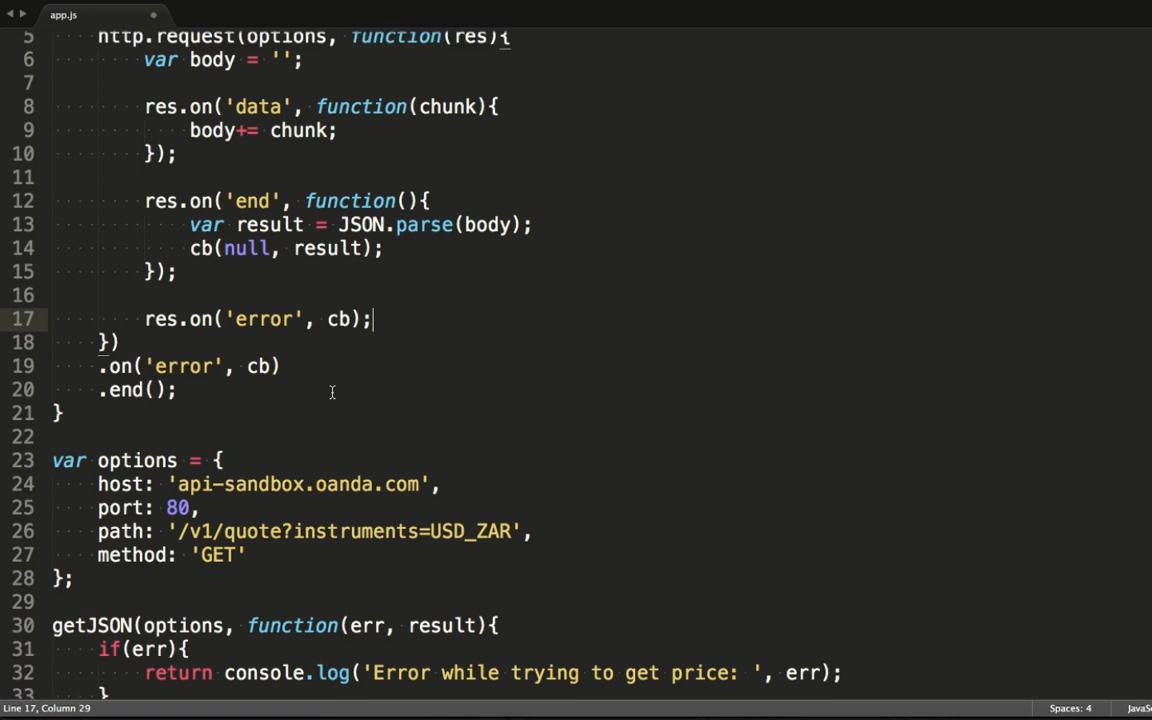 app.js
5 http.request(options, function(res){
6 var body = '';
7
8 res.on('data', function(chunk){
9 body+= chunk;
10 });
11
12 res.on('end', function(){
13 var result = JSON.parse(body);
14 cb(null, result);
15 });
16
17 res.on('error', cb);
18 })
19 .on('error', cb)
20 .end();
21 }
22
23 var options = {
24 host: 'api-sandbox.oanda.com',
25 port: 80,
26 path: '/v1/quote?instruments=USD_ZAR',
27 method: 'GET'
28 };
29
30 getJSON(options, function(err, result){
31 if(err){
32 return console.log('Error while trying to get price: ', err);
33 }
Line 17, Column 29 Spaces: 4 JavaSc